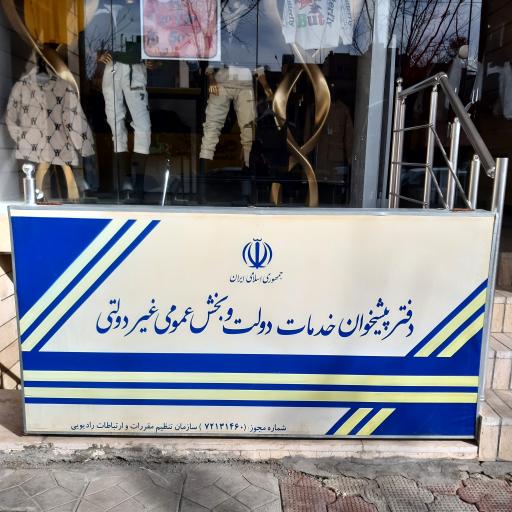 جمهوری اسلامی ایران
دفتر پیشخوان خدمات دولت و بخش عمومی غیر دولتی
شماره مجوز (۷۲۱۳۱۴۶۰) سازمان تنظیم مقررات و ارتباطات رادیویی